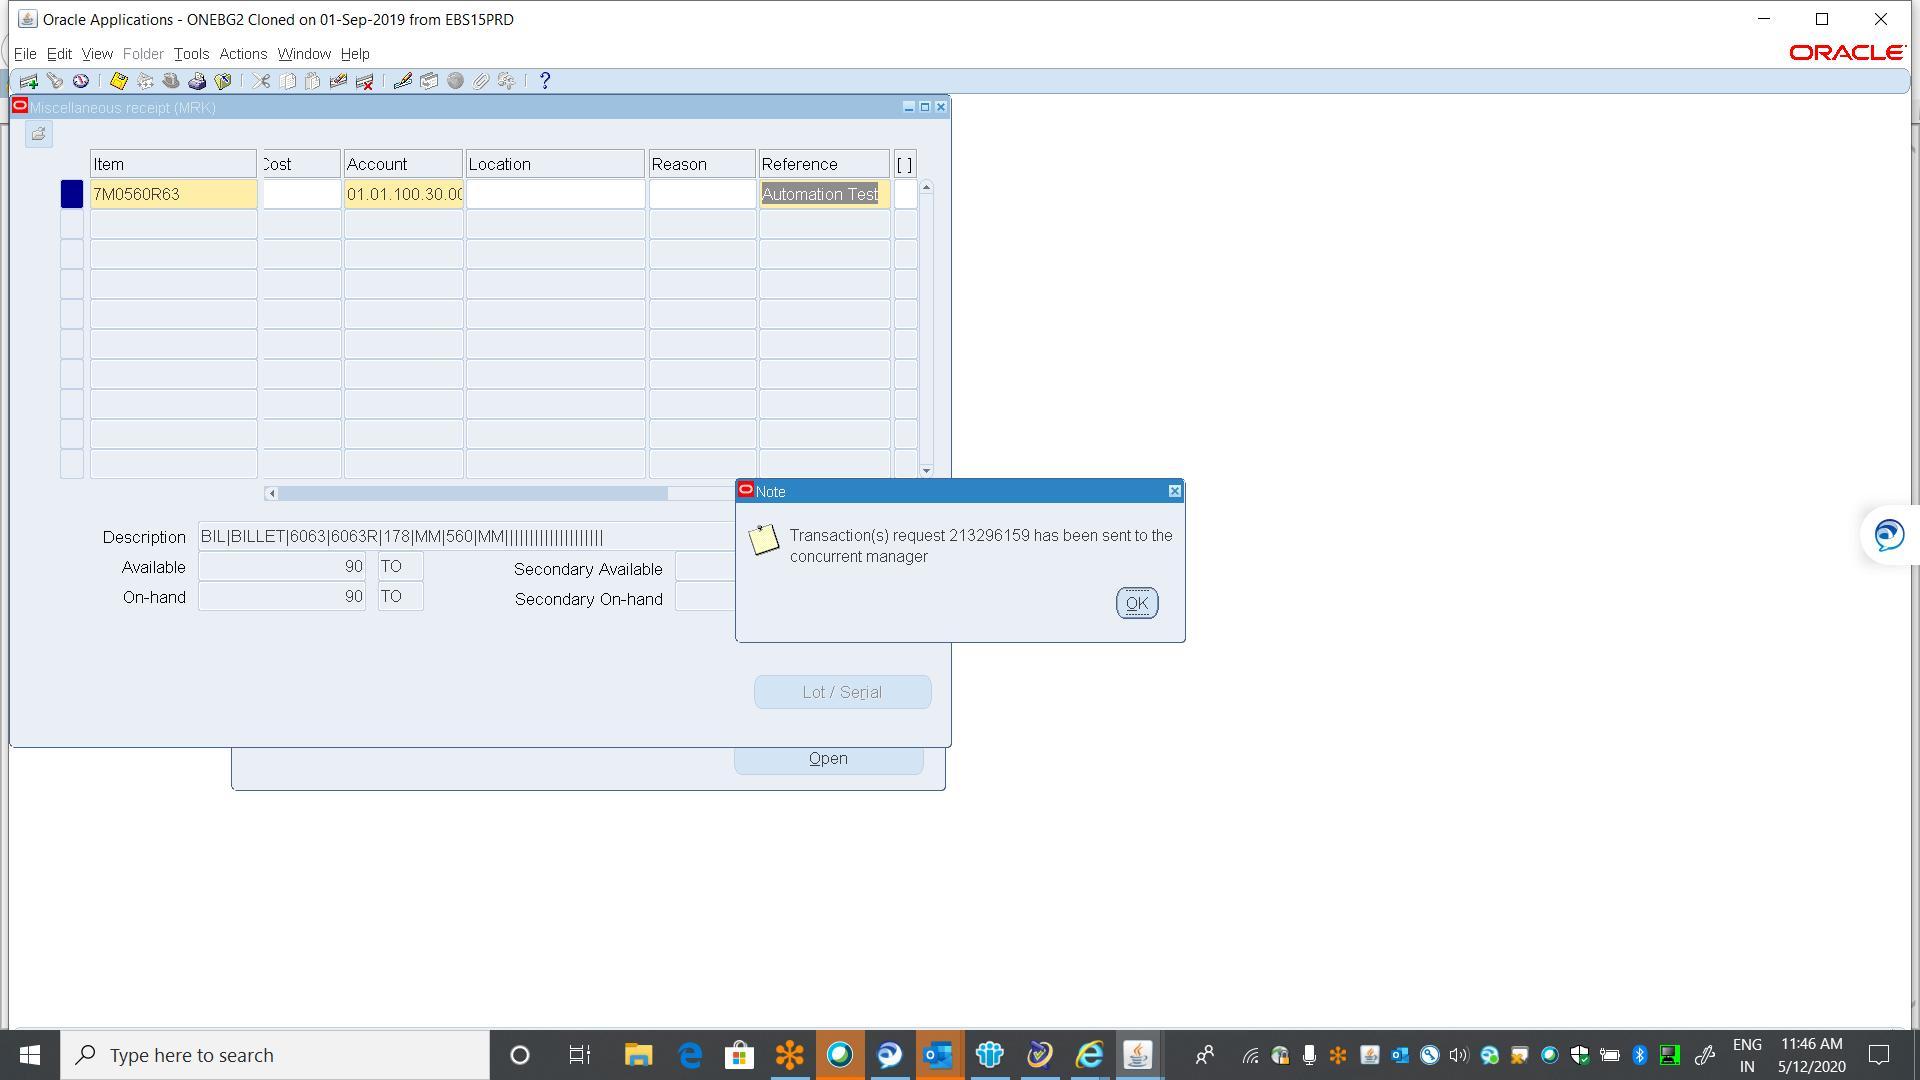 Oracle Applications - ONEBG2 Cloned on 01-Sep-2019 from EBS15PRD
File Edit View Folder Tools Actions Window Help
ORACLE
Miscellaneous receipt (MRK)
Item Cost Account Location Reason Reference [ ]
7M0560R63 01.01.100.30.00 Automation Test
Note
Transaction(s) request 213296159 has been sent to the
concurrent manager
OK
Description BIL|BILLET|6063|6063R|178|MM|560|MM||||||||||||||||||||
Available 90 TO Secondary Available
On-hand 90 TO Secondary On-hand
Lot / Serial
Open
Type here to search
ENG
IN
11:46 AM
5/12/2020